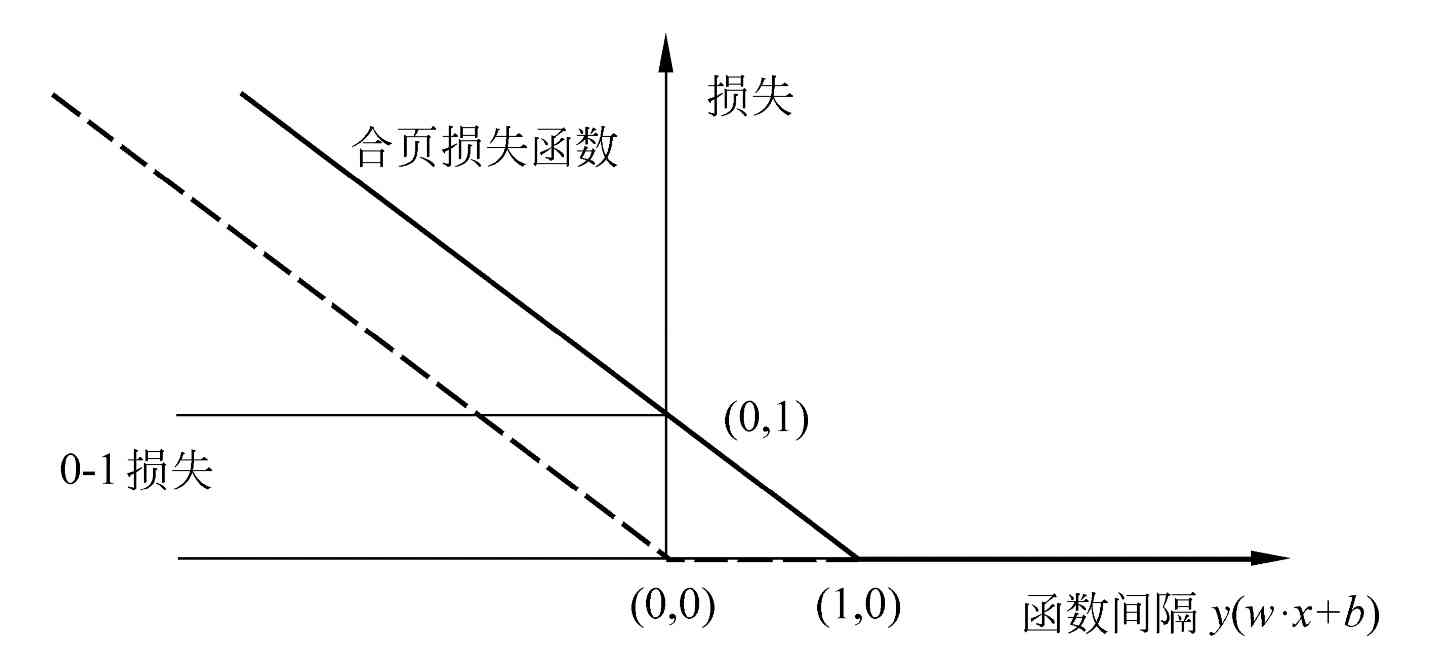 损失
合页损失函数
(0,1)
0-1 损失
(0,0)
(1,0)
函数间隔 y(w·x+b)